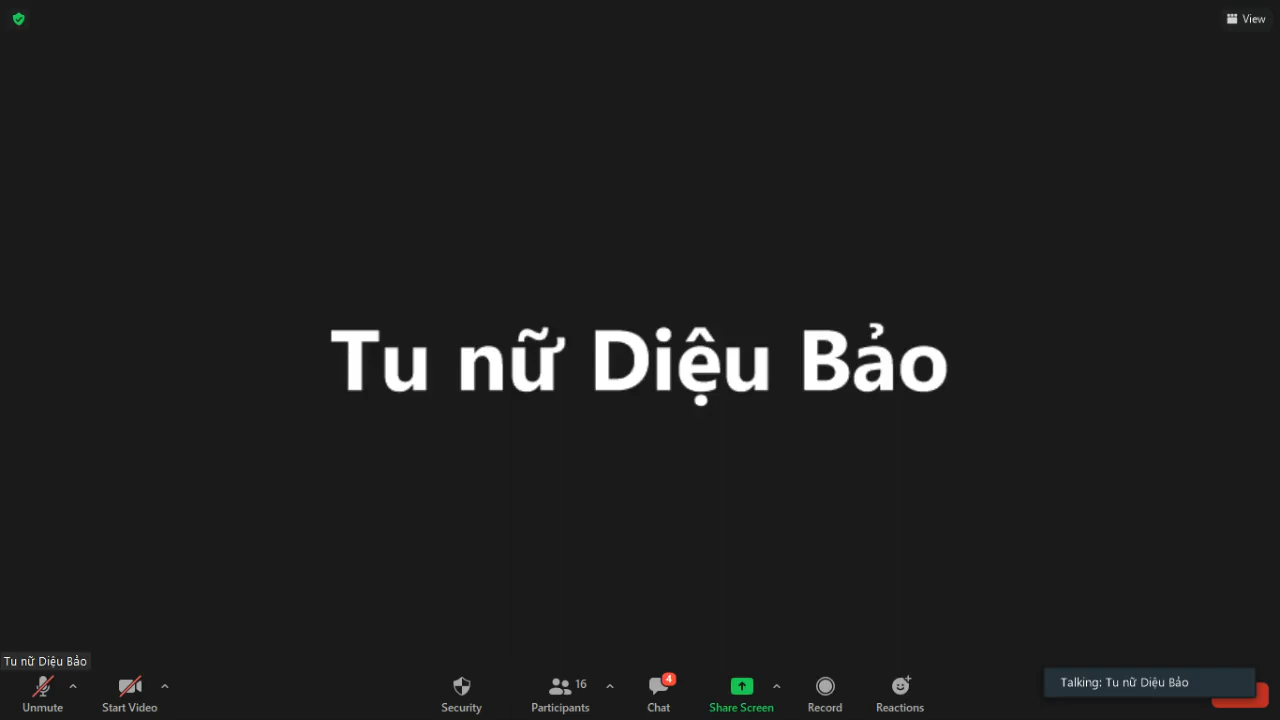 View
Tu nữ Diệu Bảo
Tu nữ Diệu Bảo
Unmute
Start Video
Security
Participants
16
Chat
4
Share Screen
Record
Reactions
Talking: Tu nữ Diệu Bảo